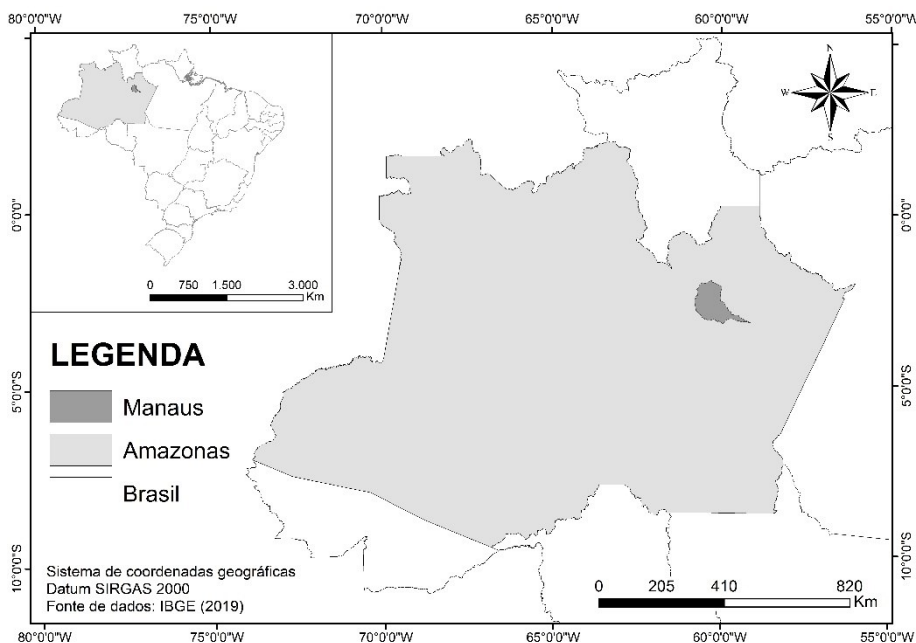 80°0'0"W 75°0'0"W 70°0'0"W 65°0'0"W 60°0'0"W 55°0'0"W
N
W E
S
0°0'0" 0°0'0"
0 750 1.500 3.000
Km
LEGENDA
Manaus
5°0'0"S 5°0'0"S
Amazonas
Brasil
10°0'0"S 10°0'0"S
Sistema de coordenadas geográficas
Datum SIRGAS 2000
Fonte de dados: IBGE (2019)
0 205 410 820
Km
80°0'0"W 75°0'0"W 70°0'0"W 65°0'0"W 60°0'0"W 55°0'0"W